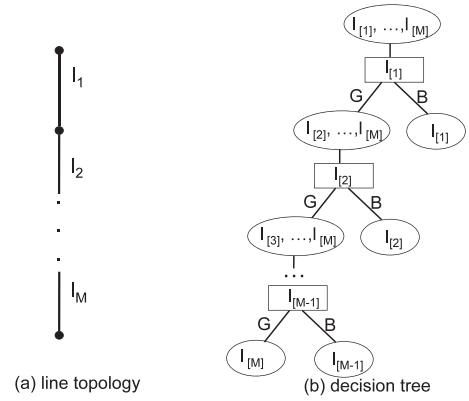 l1
l2
.
.
.
lM
(a) line topology
l[1], ...,l[M]
l[1]
G B
l[2], ...,l[M]
l[1]
l[2]
G B
l[3], ...,l[M]
l[2]
...
l[M-1]
G B
l[M]
l[M-1]
(b) decision tree